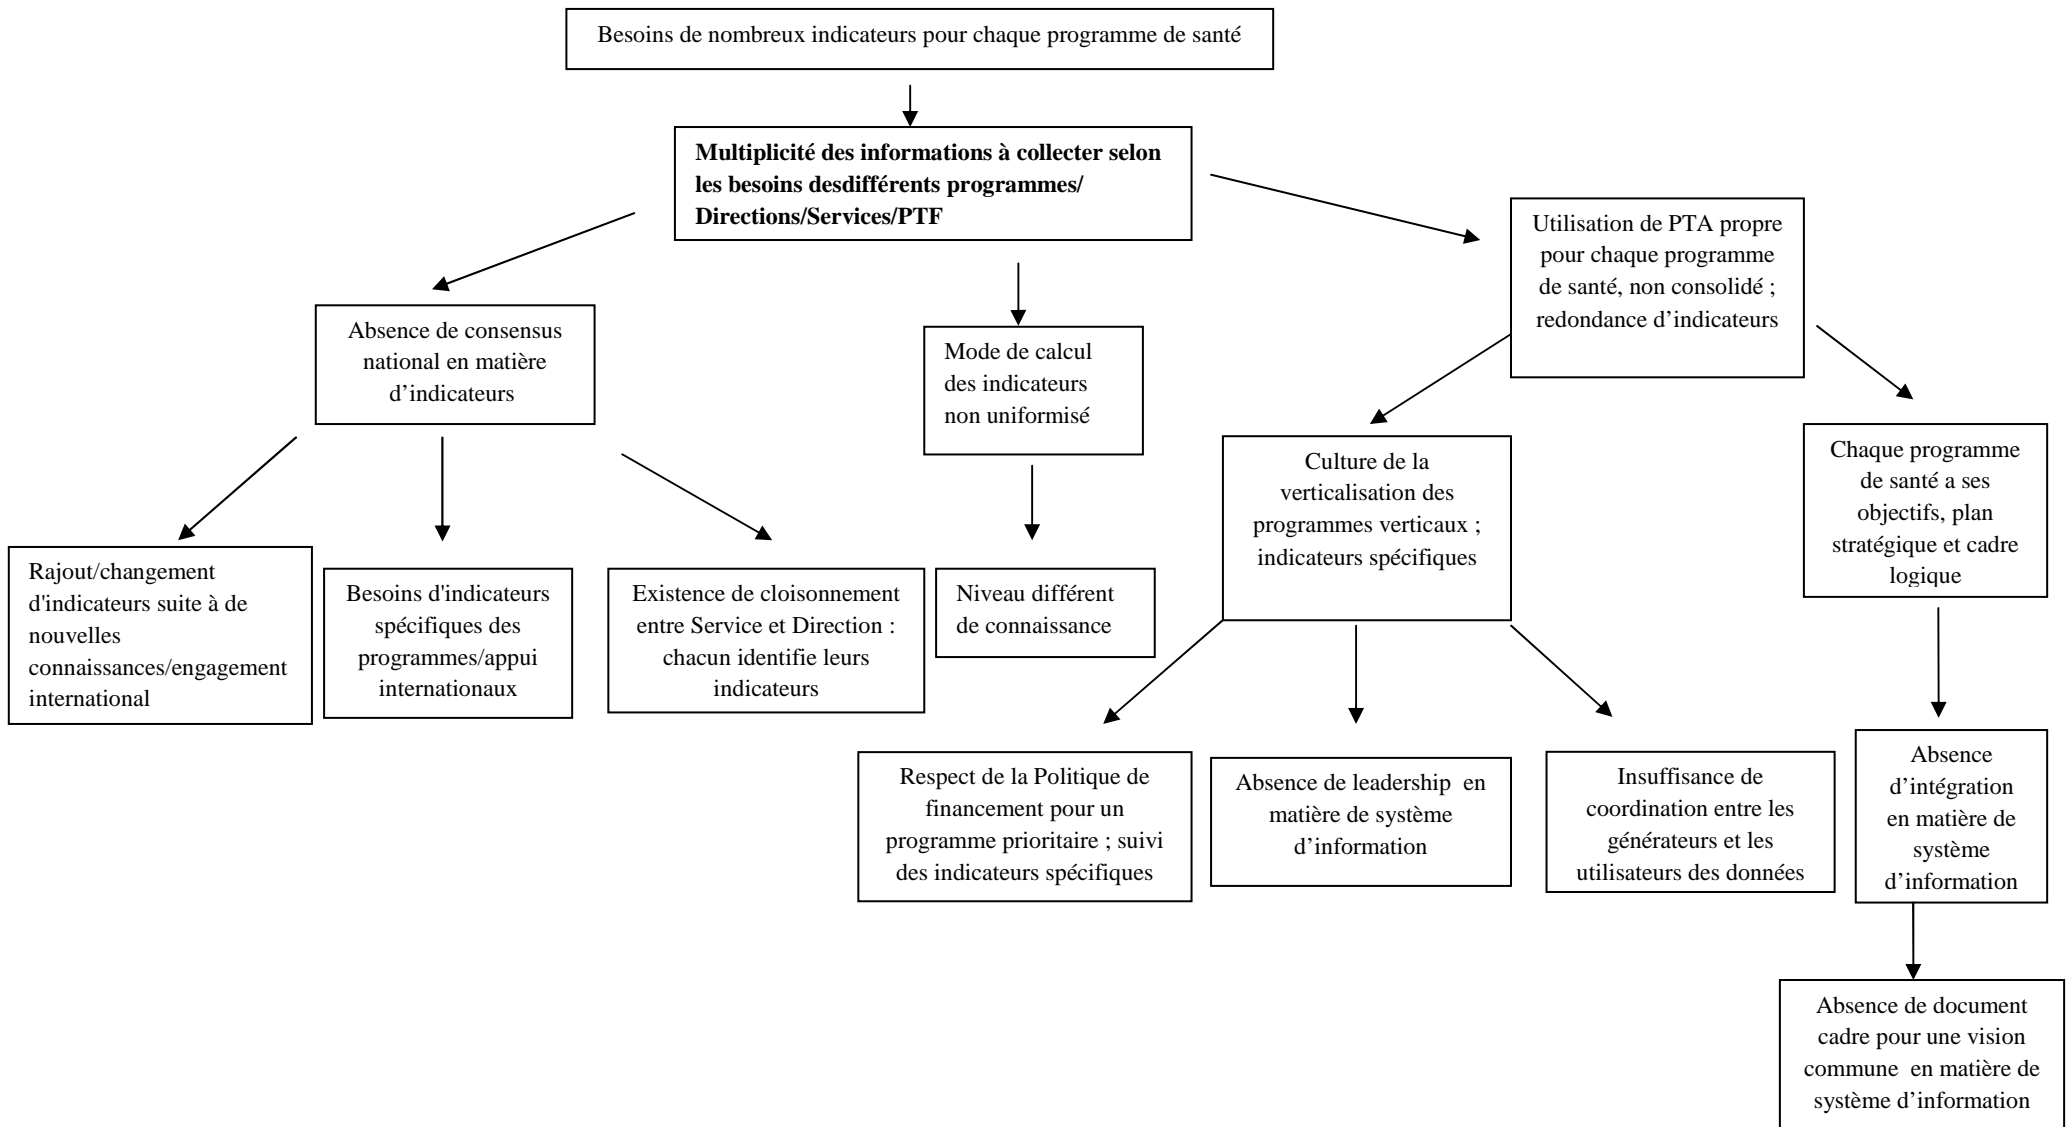 Besoins de nombreux indicateurs pour chaque programme de santé
Multiplicité des informations à collecter selon
les besoins desdifférents programmes/
Directions/Services/PTF
Utilisation de PTA propre
pour chaque programme
de santé, non consolidé ;
redondance d’indicateurs
Absence de consensus
national en matière
d’indicateurs
Mode de calcul
des indicateurs
non uniformisé
Culture de la
verticalisation des
programmes verticaux ;
indicateurs spécifiques
Chaque programme
de santé a ses
objectifs, plan
stratégique et cadre
logique
Rajout/changement
d'indicateurs suite à de
nouvelles
connaissances/engagement
international
Besoins d'indicateurs
spécifiques des
programmes/appui
internationaux
Existence de cloisonnement
entre Service et Direction :
chacun identifie leurs
indicateurs
Niveau différent
de connaissance
Respect de la Politique de
financement pour un
programme prioritaire ; suivi
des indicateurs spécifiques
Absence de leadership en
matière de système
d’information
Insuffisance de
coordination entre les
générateurs et les
utilisateurs des données
Absence
d’intégration
en matière de
système
d’information
Absence de document
cadre pour une vision
commune en matière de
système d’information